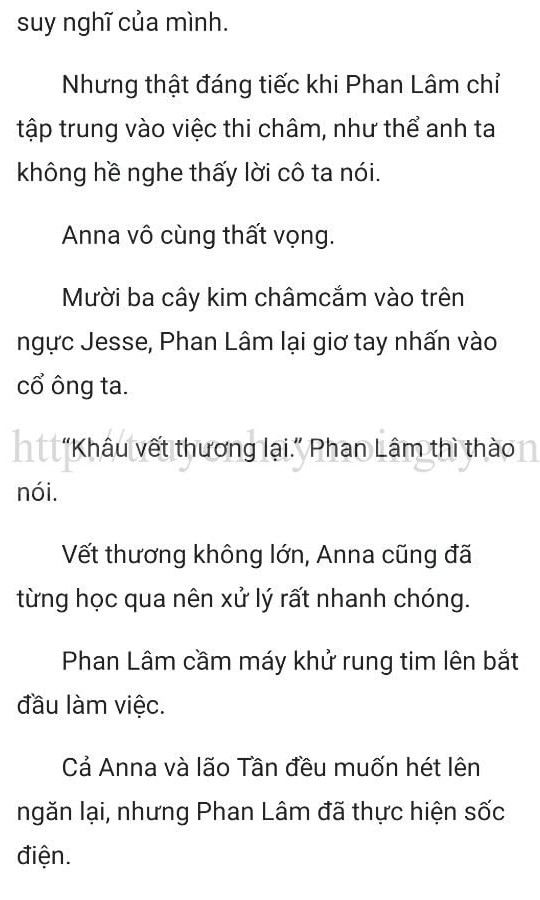 suy nghĩ của mình.
Nhưng thật đáng tiếc khi Phan Lâm chỉ
tập trung vào việc thi châm, như thể anh ta
không hề nghe thấy lời cô ta nói.
Anna vô cùng thất vọng.
Mười ba cây kim châmcắm vào trên
ngực Jesse, Phan Lâm lại giơ tay nhấn vào
cổ ông ta.
“Khâu vết thương lại.” Phan Lâm thì thào
http://truyenhaymoingay.vn
nói.
Vết thương không lớn, Anna cũng đã
từng học qua nên xử lý rất nhanh chóng.
Phan Lâm cầm máy khử rung tim lên bắt
đầu làm việc.
Cả Anna và lão Tần đều muốn hét lên
ngăn lại, nhưng Phan Lâm đã thực hiện sốc
điện.